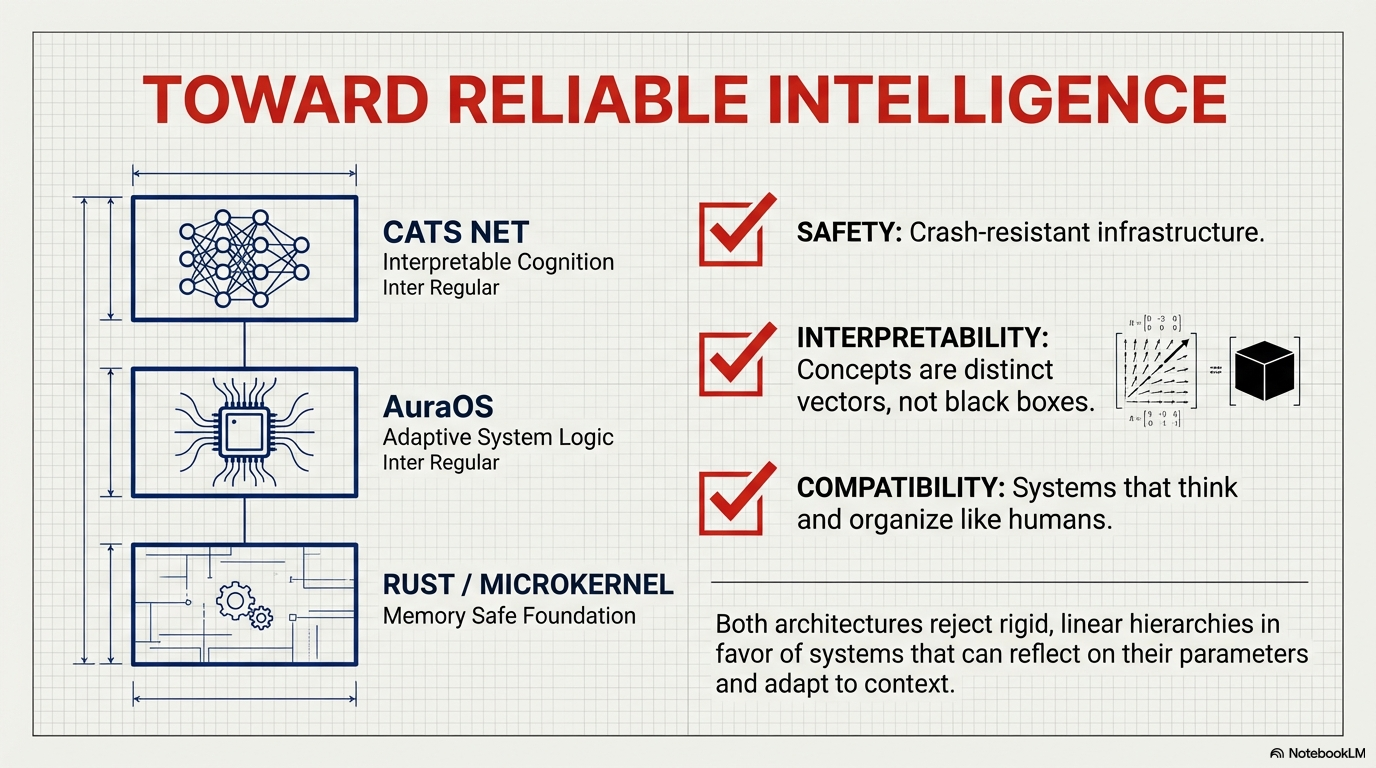 TOWARD RELIABLE INTELLIGENCE
CATS NET
Interpretable Cognition
Inter Regular
AuraOS
Adaptive System Logic
Inter Regular
RUST / MICROKERNEL
Memory Safe Foundation
SAFETY: Crash-resistant infrastructure.
INTERPRETABILITY:
Concepts are distinct
vectors, not black boxes.
COMPATIBILITY: Systems that think
and organize like humans.
Both architectures reject rigid, linear hierarchies in
favor of systems that can reflect on their parameters
and adapt to context.
NotebookLM